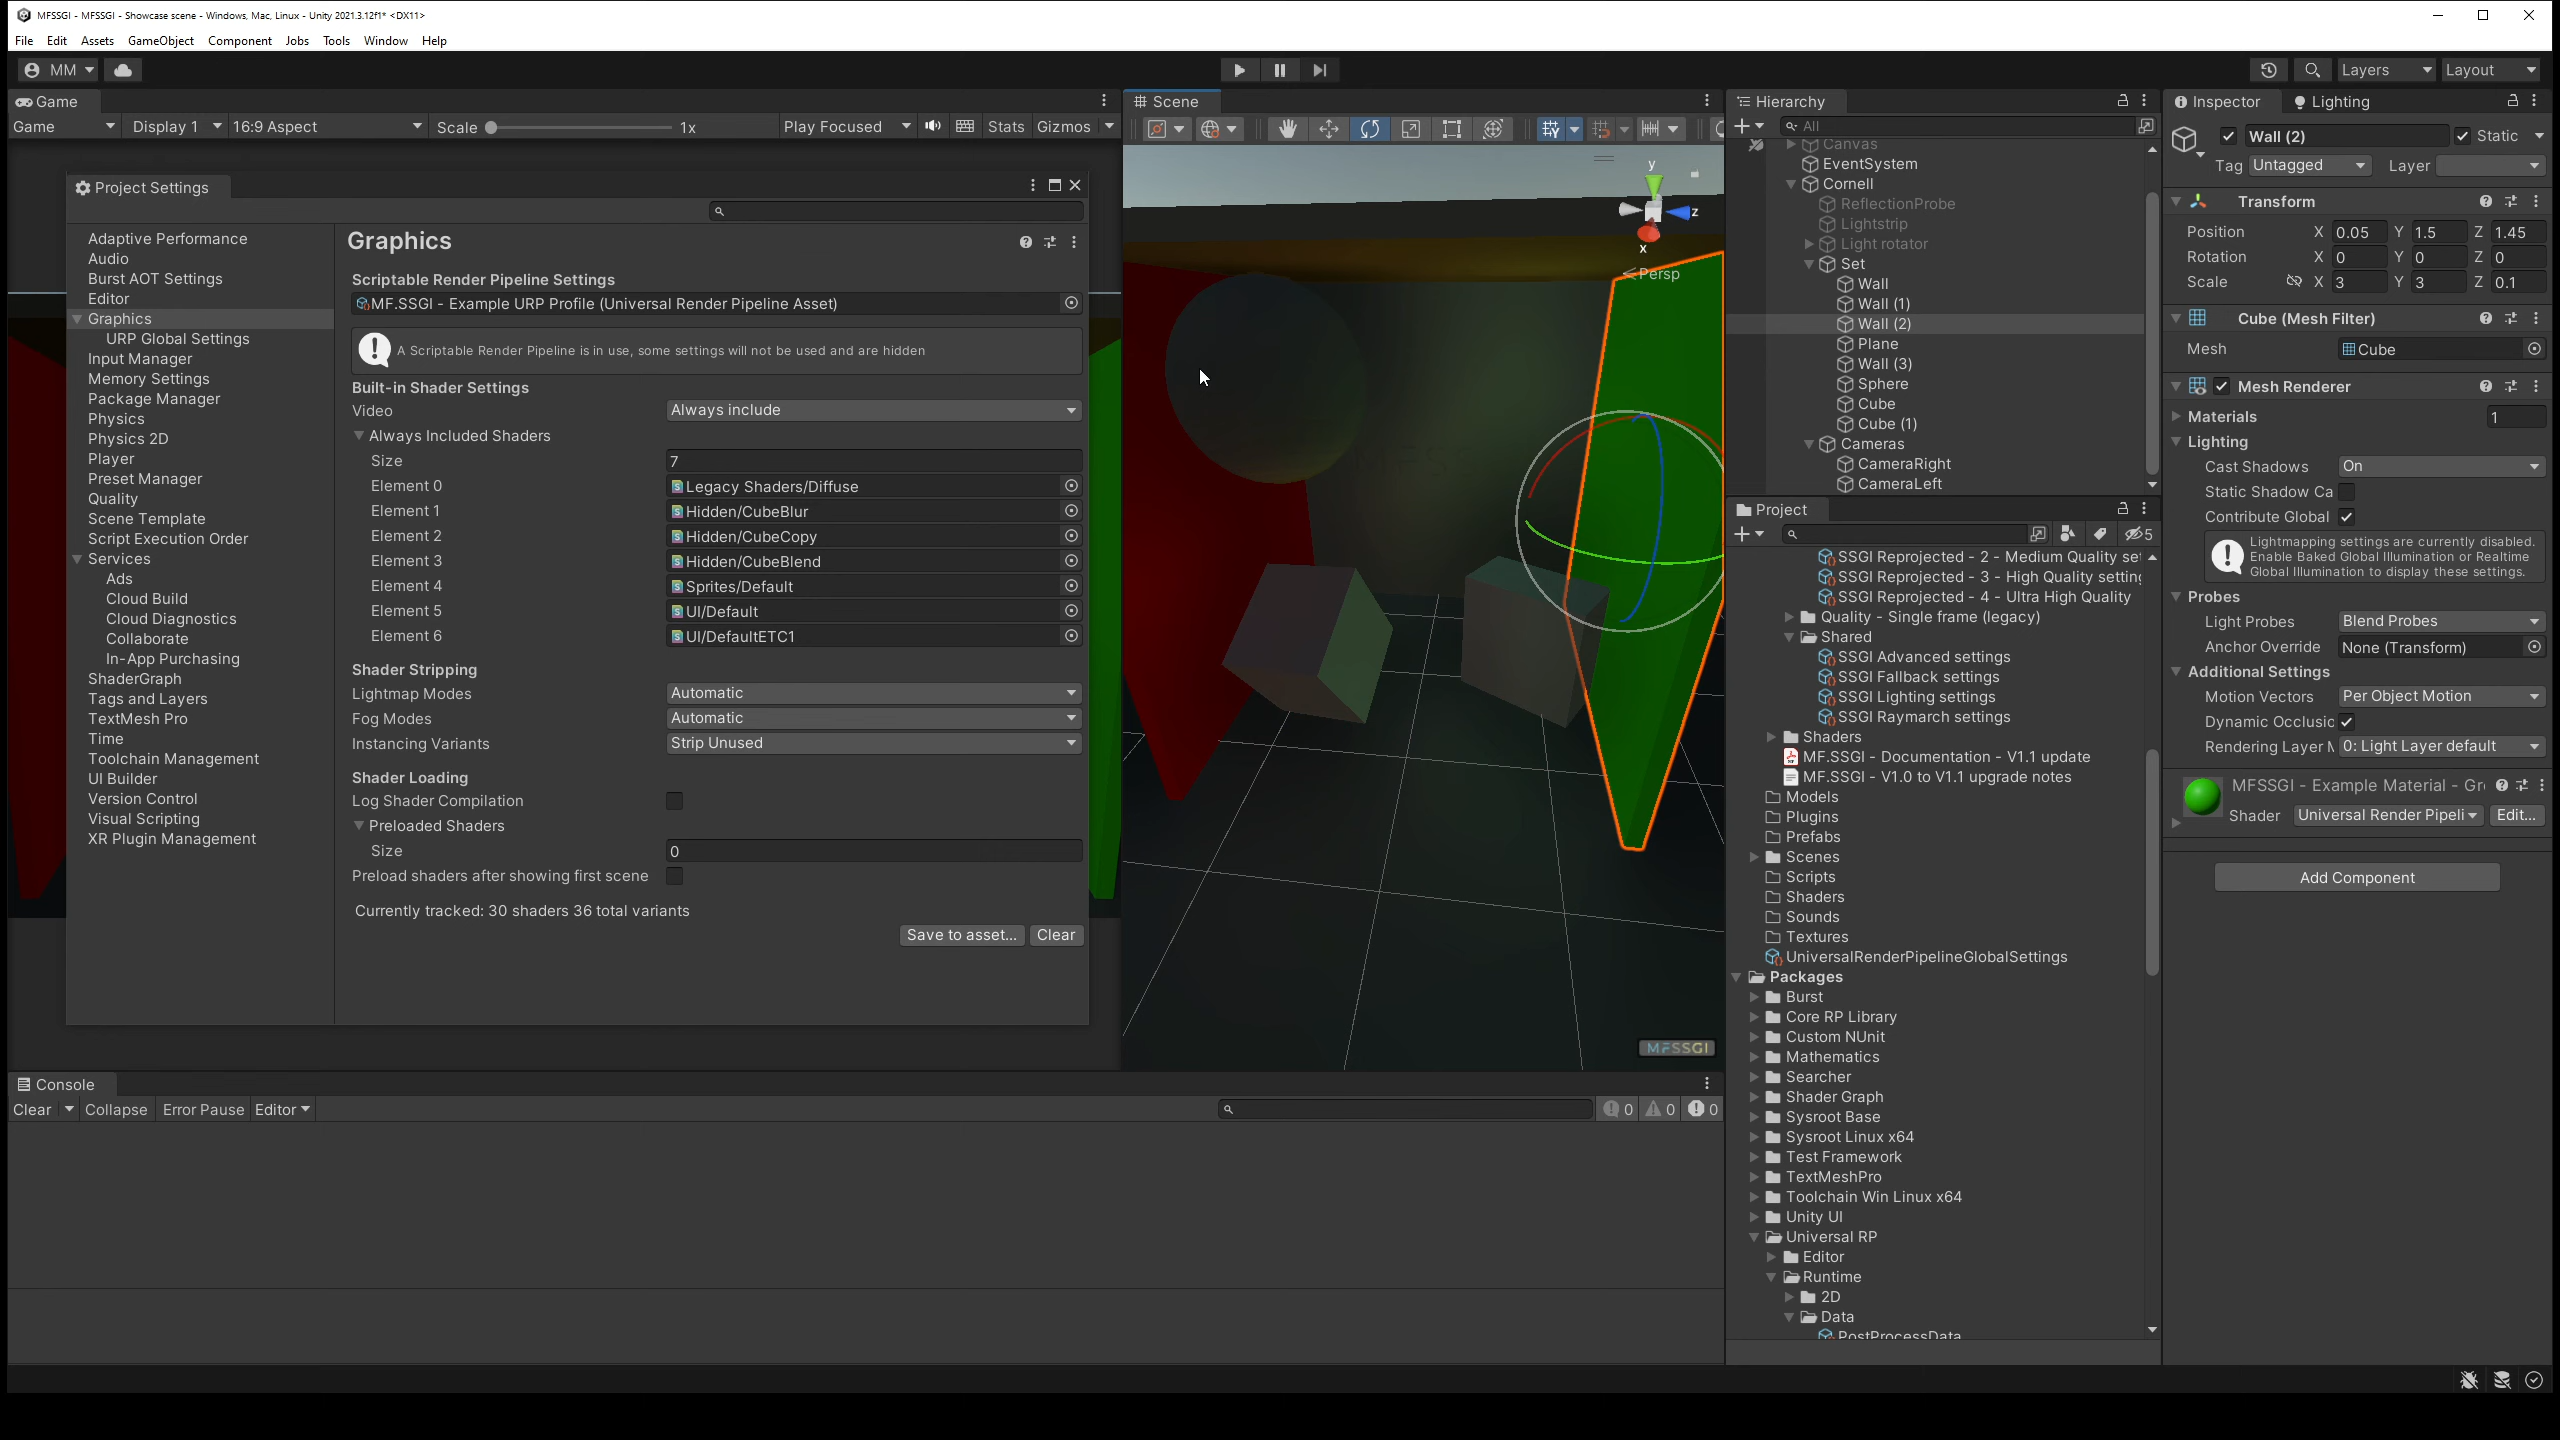 MFSSGI - MFSSGI - Showcase scene - Windows, Mac, Linux - Unity 2021.3.12f1* <DX11>
File Edit Assets GameObject Component Jobs Tools Window Help
MM
Layers Layout
Game
Game Display 1 16:9 Aspect Scale 1x Play Focused Stats Gizmos
Project Settings
Adaptive Performance
Audio
Burst AOT Settings
Editor
Graphics
URP Global Settings
Input Manager
Memory Settings
Package Manager
Physics
Physics 2D
Player
Preset Manager
Quality
Scene Template
Script Execution Order
Services
Ads
Cloud Build
Cloud Diagnostics
Collaborate
In-App Purchasing
ShaderGraph
Tags and Layers
TextMesh Pro
Time
Toolchain Management
UI Builder
Version Control
Visual Scripting
XR Plugin Management
Graphics
Scriptable Render Pipeline Settings
MF.SSGI - Example URP Profile (Universal Render Pipeline Asset)
A Scriptable Render Pipeline is in use, some settings will not be used and are hidden
Built-in Shader Settings
Video Always include
Always Included Shaders
Size 7
Element 0 Legacy Shaders/Diffuse
Element 1 Hidden/CubeBlur
Element 2 Hidden/CubeCopy
Element 3 Hidden/CubeBlend
Element 4 Sprites/Default
Element 5 UI/Default
Element 6 UI/DefaultETC1
Shader Stripping
Lightmap Modes Automatic
Fog Modes Automatic
Instancing Variants Strip Unused
Shader Loading
Log Shader Compilation
Preloaded Shaders
Size 0
Preload shaders after showing first scene
Currently tracked: 30 shaders 36 total variants
Save to asset... Clear
Scene
y
z
x
Persp
MFSSGI
Console
Clear Collapse Error Pause Editor
0 0 0
Hierarchy
All
Canvas
EventSystem
Cornell
ReflectionProbe
Lightstrip
Light rotator
Set
Wall
Wall (1)
Wall (2)
Plane
Wall (3)
Sphere
Cube
Cube (1)
Cameras
CameraRight
CameraLeft
Project
5
SSGI Reprojected - 2 - Medium Quality se
SSGI Reprojected - 3 - High Quality setting
SSGI Reprojected - 4 - Ultra High Quality
Quality - Single frame (legacy)
Shared
SSGI Advanced settings
SSGI Fallback settings
SSGI Lighting settings
SSGI Raymarch settings
Shaders
MF.SSGI - Documentation - V1.1 update
MF.SSGI - V1.0 to V1.1 upgrade notes
Models
Plugins
Prefabs
Scenes
Scripts
Shaders
Sounds
Textures
UniversalRenderPipelineGlobalSettings
Packages
Burst
Core RP Library
Custom NUnit
Mathematics
Searcher
Shader Graph
Sysroot Base
Sysroot Linux x64
Test Framework
TextMeshPro
Toolchain Win Linux x64
Unity UI
Universal RP
Editor
Runtime
2D
Data
PostProcessData
Inspector Lighting
Wall (2) Static
Tag Untagged Layer
Transform
Position X 0.05 Y 1.5 Z 1.45
Rotation X 0 Y 0 Z 0
Scale X 3 Y 3 Z 0.1
Cube (Mesh Filter)
Mesh Cube
Mesh Renderer
Materials 1
Lighting
Cast Shadows On
Static Shadow Ca
Contribute Global
Lightmapping settings are currently disabled.
Enable Baked Global Illumination or Realtime
Global Illumination to display these settings.
Probes
Light Probes Blend Probes
Anchor Override None (Transform)
Additional Settings
Motion Vectors Per Object Motion
Dynamic Occlusic
Rendering Layer M 0: Light Layer default
MFSSGI - Example Material - Gr
Shader Universal Render Pipeli Edit...
Add Component